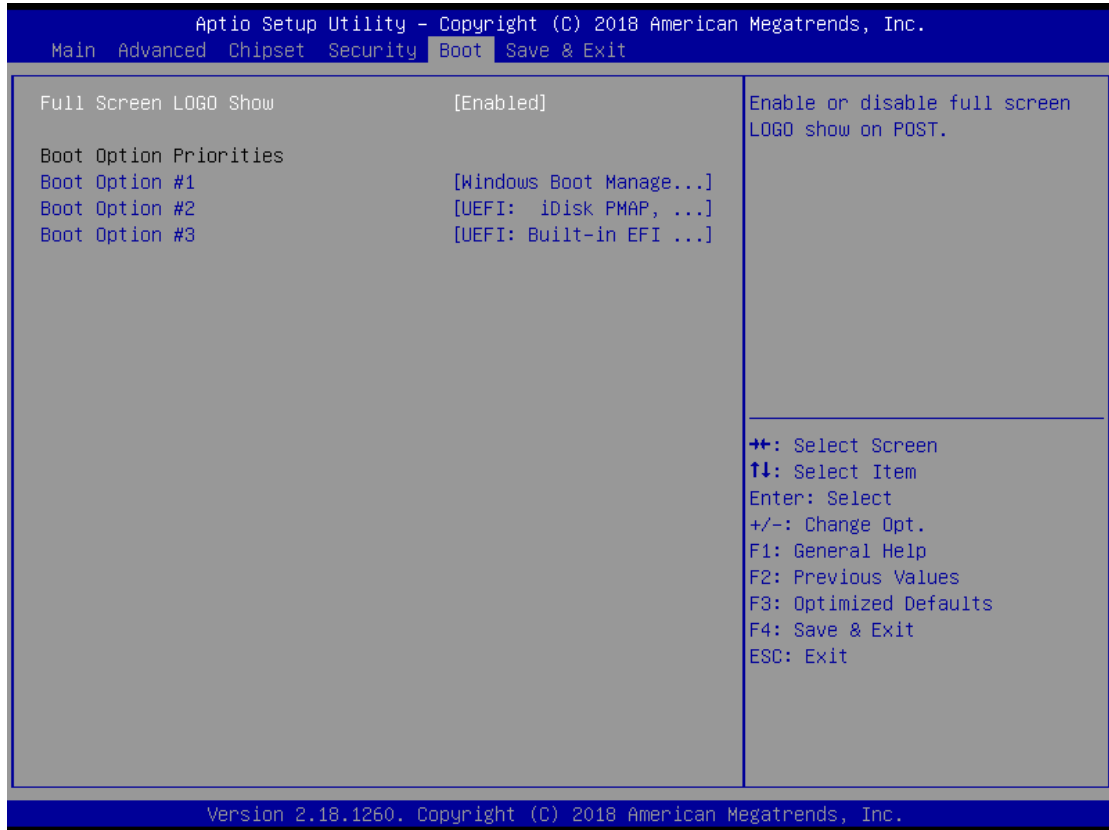 Aptio Setup Utility – Copyright (C) 2018 American Megatrends, Inc.
Main Advanced Chipset Security Boot Save & Exit
Full Screen LOGO Show [Enabled]
Boot Option Priorities
Boot Option #1 [Windows Boot Manage...]
Boot Option #2 [UEFI:  iDisk PMAP, ...]
Boot Option #3 [UEFI: Built-in EFI ...]
Enable or disable full screen
LOGO show on POST.
→←: Select Screen
↑↓: Select Item
Enter: Select
+/-: Change Opt.
F1: General Help
F2: Previous Values
F3: Optimized Defaults
F4: Save & Exit
ESC: Exit
Version 2.18.1260. Copyright (C) 2018 American Megatrends, Inc.